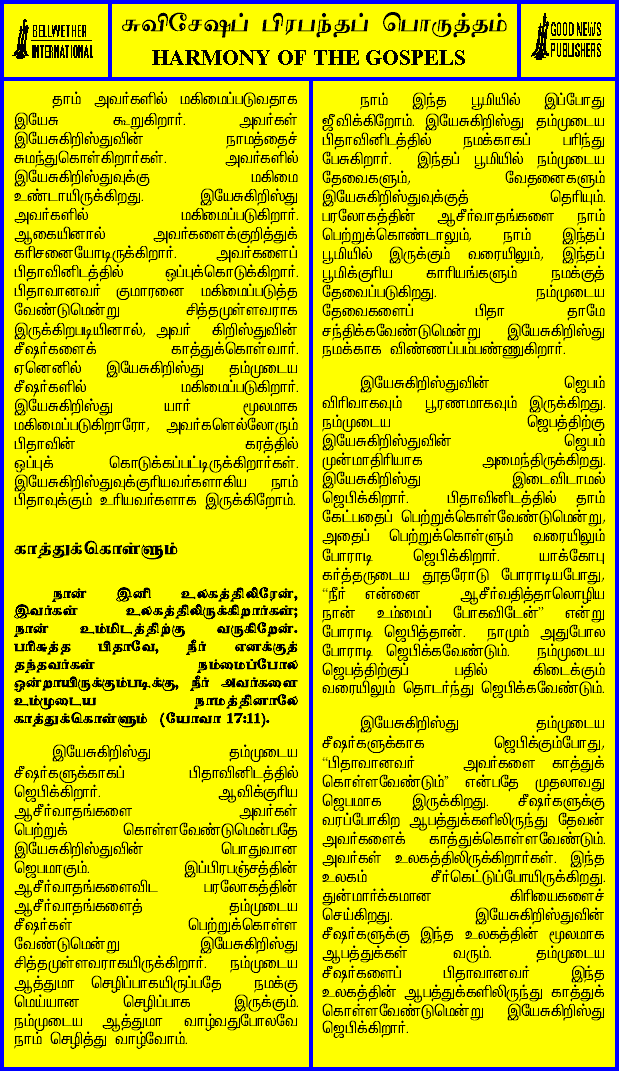 BELLWETHER
INTERNATIONAL
சுவிசேஷப் பிரபந்தப் பொருத்தம்
HARMONY OF THE GOSPELS
GOOD NEWS
PUBLISHERS
தாம் அவர்களில் மகிமைப்படுவதாக
இயேசு கூறுகிறார். அவர்கள்
இயேசுகிறிஸ்துவின் நாமத்தைச்
சுமந்துகொள்கிறார்கள். அவர்களில்
இயேசுகிறிஸ்துவுக்கு மகிமை
உண்டாயிருக்கிறது. இயேசுகிறிஸ்து
அவர்களில் மகிமைப்படுகிறார்.
ஆகையினால் அவர்களைக்குறித்துக்
கரிசனையோடிருக்கிறார். அவர்களைப்
பிதாவினிடத்தில் ஒப்புக்கொடுக்கிறார்.
பிதாவானவர் குமாரனை மகிமைப்படுத்த
வேண்டுமென்று சித்தமுள்ளவராக
இருக்கிறபடியினால், அவர் கிறிஸ்துவின்
சீஷர்களைக் காத்துக்கொள்வார்.
ஏனெனில் இயேசுகிறிஸ்து தம்முடைய
சீஷர்களில் மகிமைப்படுகிறார்.
இயேசுகிறிஸ்து யார் மூலமாக
மகிமைப்படுகிறாரோ, அவர்களெல்லோரும்
பிதாவின் கரத்தில்
ஒப்புக் கொடுக்கப்பட்டிருக்கிறார்கள்.
இயேசுகிறிஸ்துவுக்குரியவர்களாகிய நாம்
பிதாவுக்கும் உரியவர்களாக இருக்கிறோம்.
காத்துக்கொள்ளும்
நான் இனி உலகத்திலிரேன்,
இவர்கள் உலகத்திலிருக்கிறார்கள்;
நான் உம்மிடத்திற்கு வருகிறேன்.
பரிசுத்த பிதாவே, நீர் எனக்குத்
தந்தவர்கள் நம்மைப்போல
ஒன்றாயிருக்கும்படிக்கு, நீர் அவர்களை
உம்முடைய நாமத்தினாலே
காத்துக்கொள்ளும் (யோவா 17:11).
இயேசுகிறிஸ்து தம்முடைய
சீஷர்களுக்காகப் பிதாவினிடத்தில்
ஜெபிக்கிறார். ஆவிக்குரிய
ஆசீர்வாதங்களை அவர்கள்
பெற்றுக் கொள்ளவேண்டுமென்பதே
இயேசுகிறிஸ்துவின் பொதுவான
ஜெபமாகும். இப்பிரபஞ்சத்தின்
ஆசீர்வாதங்களைவிட பரலோகத்தின்
ஆசீர்வாதங்களைத் தம்முடைய
சீஷர்கள் பெற்றுக்கொள்ள
வேண்டுமென்று இயேசுகிறிஸ்து
சித்தமுள்ளவராகயிருக்கிறார். நம்முடைய
ஆத்துமா செழிப்பாகயிருப்பதே நமக்கு
மெய்யான செழிப்பாக இருக்கும்.
நம்முடைய ஆத்துமா வாழ்வதுபோலவே
நாம் செழித்து வாழ்வோம்.
நாம் இந்த பூமியில் இப்போது
ஜீவிக்கிறோம். இயேசுகிறிஸ்து தம்முடைய
பிதாவினிடத்தில் நமக்காகப் பரிந்து
பேசுகிறார். இந்தப் பூமியில் நம்முடைய
தேவைகளும், வேதனைகளும்
இயேசுகிறிஸ்துவுக்குத் தெரியும்.
பரலோகத்தின் ஆசீர்வாதங்களை நாம்
பெற்றுக்கொண்டாலும், நாம் இந்தப்
பூமியில் இருக்கும் வரையிலும், இந்தப்
பூமிக்குரிய காரியங்களும் நமக்குத்
தேவைப்படுகிறது. நம்முடைய
தேவைகளைப் பிதா தாமே
சந்திக்கவேண்டுமென்று இயேசுகிறிஸ்து
நமக்காக விண்ணப்பம்பண்ணுகிறார்.
இயேசுகிறிஸ்துவின் ஜெபம்
விரிவாகவும் பூரணமாகவும் இருக்கிறது.
நம்முடைய ஜெபத்திற்கு
இயேசுகிறிஸ்துவின் ஜெபம்
முன்மாதிரியாக அமைந்திருக்கிறது.
இயேசுகிறிஸ்து இடைவிடாமல்
ஜெபிக்கிறார். பிதாவினிடத்தில் தாம்
கேட்பதைப் பெற்றுக்கொள்வேண்டுமென்று,
அதைப் பெற்றுக்கொள்ளும் வரையிலும்
போராடி ஜெபிக்கிறார். யாக்கோபு
கர்த்தருடைய தூதரோடு போராடியபோது,
"நீர் என்னை ஆசீர்வதித்தாலொழிய
நான் உம்மைப் போகவிடேன்" என்று
போராடி ஜெபித்தான். நாமும் அதுபோல
போராடி ஜெபிக்கவேண்டும். நம்முடைய
ஜெபத்திற்குப் பதில் கிடைக்கும்
வரையிலும் தொடர்ந்து ஜெபிக்கவேண்டும்.
இயேசுகிறிஸ்து தம்முடைய
சீஷர்களுக்காக ஜெபிக்கும்போது,
"பிதாவானவர் அவர்களை காத்துக்
கொள்ளவேண்டும்" என்பதே முதலாவது
ஜெபமாக இருக்கிறது. சீஷர்களுக்கு
வரப்போகிற ஆபத்துக்களிலிருந்து தேவன்
அவர்களைக் காத்துக்கொள்ளவேண்டும்.
அவர்கள் உலகத்திலிருக்கிறார்கள். இந்த
உலகம் சீர்கெட்டுப்போயிருக்கிறது.
துன்மார்க்கமான கிரியைகளைச்
செய்கிறது. இயேசுகிறிஸ்துவின்
சீஷர்களுக்கு இந்த உலகத்தின் மூலமாக
ஆபத்துக்கள் வரும். தம்முடைய
சீஷர்களைப் பிதாவானவர் இந்த
உலகத்தின் ஆபத்துக்களிலிருந்து காத்துக்
கொள்ளவேண்டுமென்று இயேசுகிறிஸ்து
ஜெபிக்கிறார்.